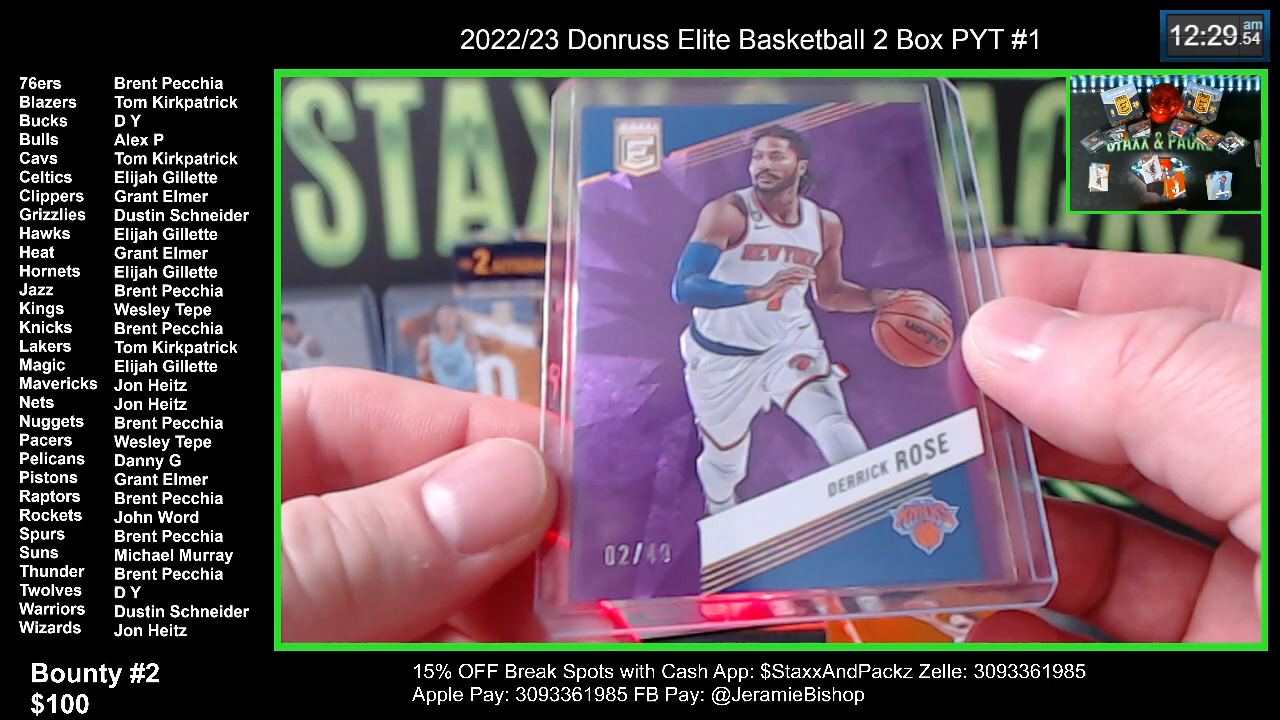 2022/23 Donruss Elite Basketball 2 Box PYT #1
12:29.54 am
76ers Brent Pecchia
Blazers Tom Kirkpatrick
Bucks D Y
Bulls Alex P
Cavs Tom Kirkpatrick
Celtics Elijah Gillette
Clippers Grant Elmer
Grizzlies Dustin Schneider
Hawks Elijah Gillette
Heat Grant Elmer
Hornets Elijah Gillette
Jazz Brent Pecchia
Kings Wesley Tepe
Knicks Brent Pecchia
Lakers Tom Kirkpatrick
Magic Elijah Gillette
Mavericks Jon Heitz
Nets Jon Heitz
Nuggets Brent Pecchia
Pacers Wesley Tepe
Pelicans Danny G
Pistons Grant Elmer
Raptors Brent Pecchia
Rockets John Word
Spurs Brent Pecchia
Suns Michael Murray
Thunder Brent Pecchia
Twolves D Y
Warriors Dustin Schneider
Wizards Jon Heitz
Bounty #2
$100
NEW YORK
Wilson
DERRICK ROSE
KNICKS
02/49
STAXX & PACKZ
15% OFF Break Spots with Cash App: $StaxxAndPackz Zelle: 3093361985
Apple Pay: 3093361985 FB Pay: @JeramieBishop